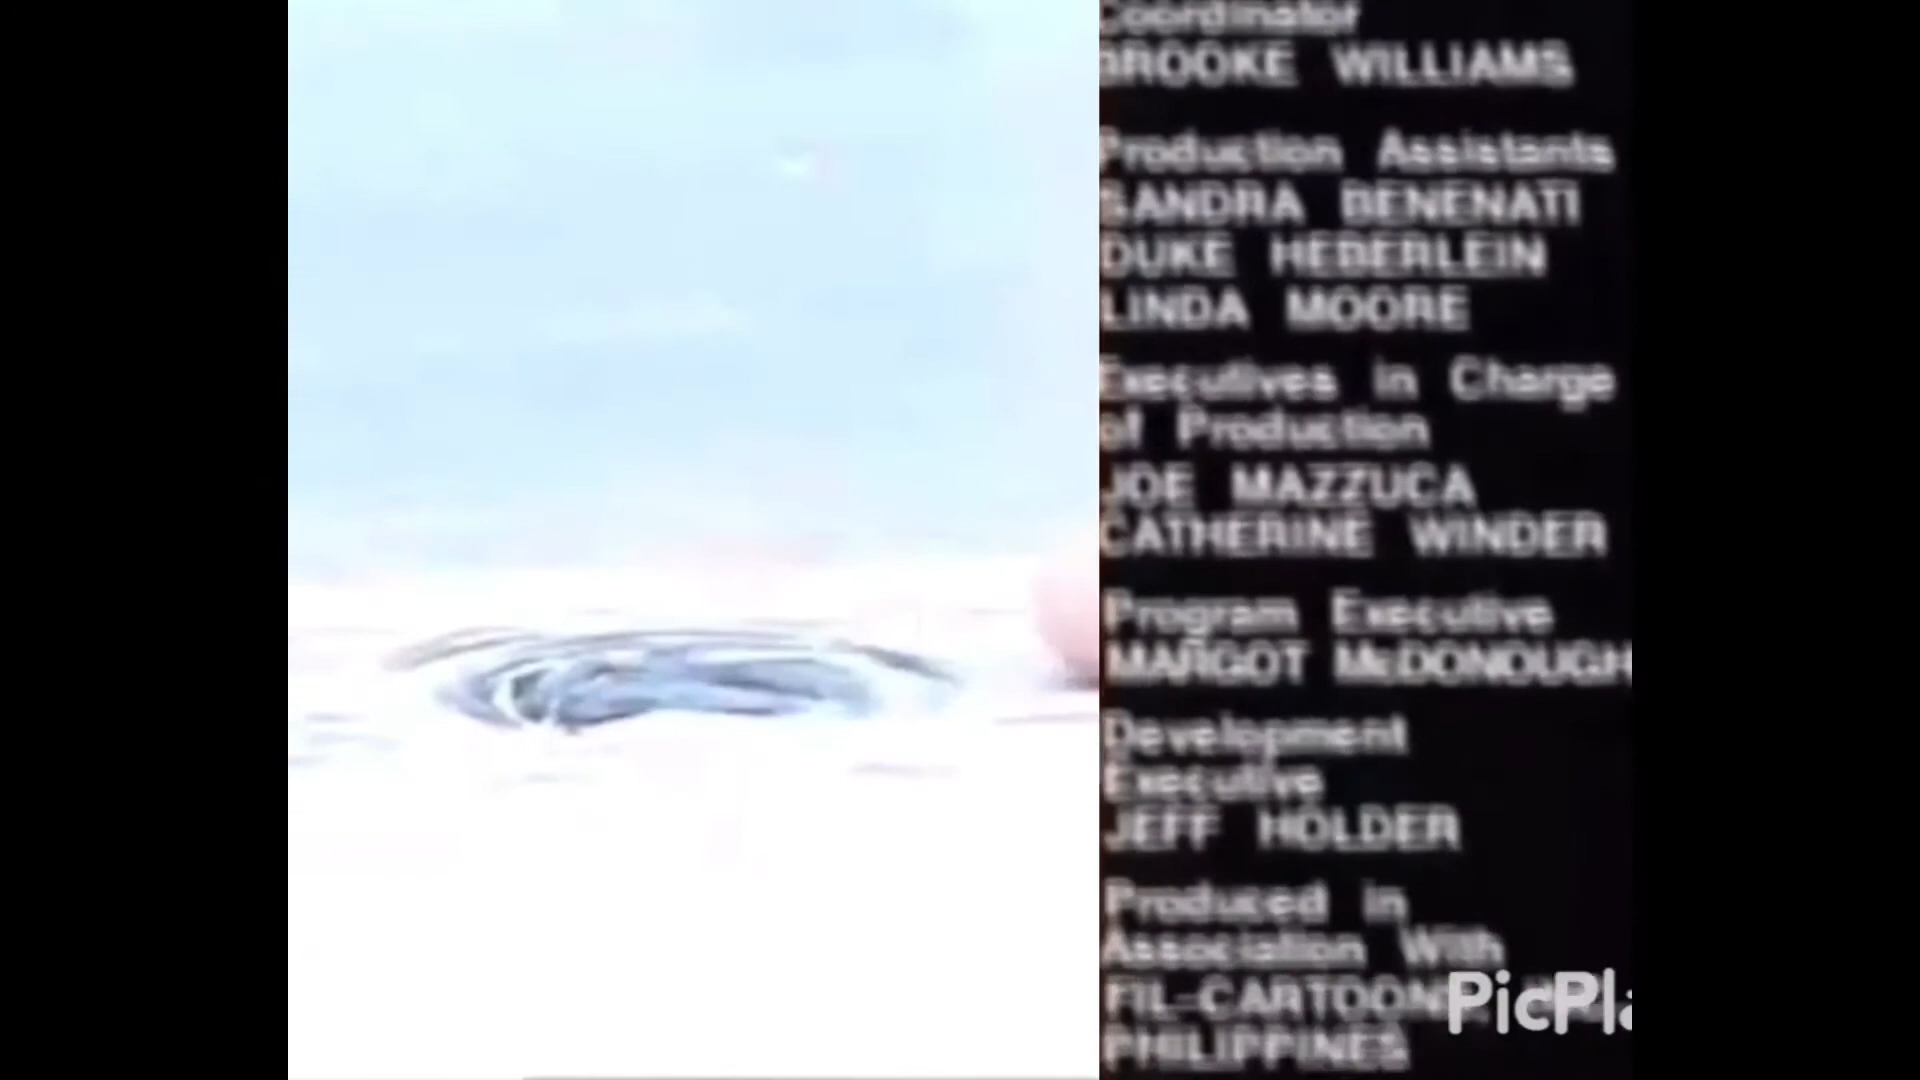 Coordinator
BROOKE WILLIAMS
Production Assistants
SANDRA BENENATI
DUKE HEBERLEIN
LINDA MOORE
Executives in Charge
of Production
JOE MAZZUCA
CATHERINE WINDER
Program Executive
MARGOT McDONOUGH
Development
Executive
JEFF HOLDER
Produced in
Association With
FIL-CARTOONS
PHILIPPINES
PicPla